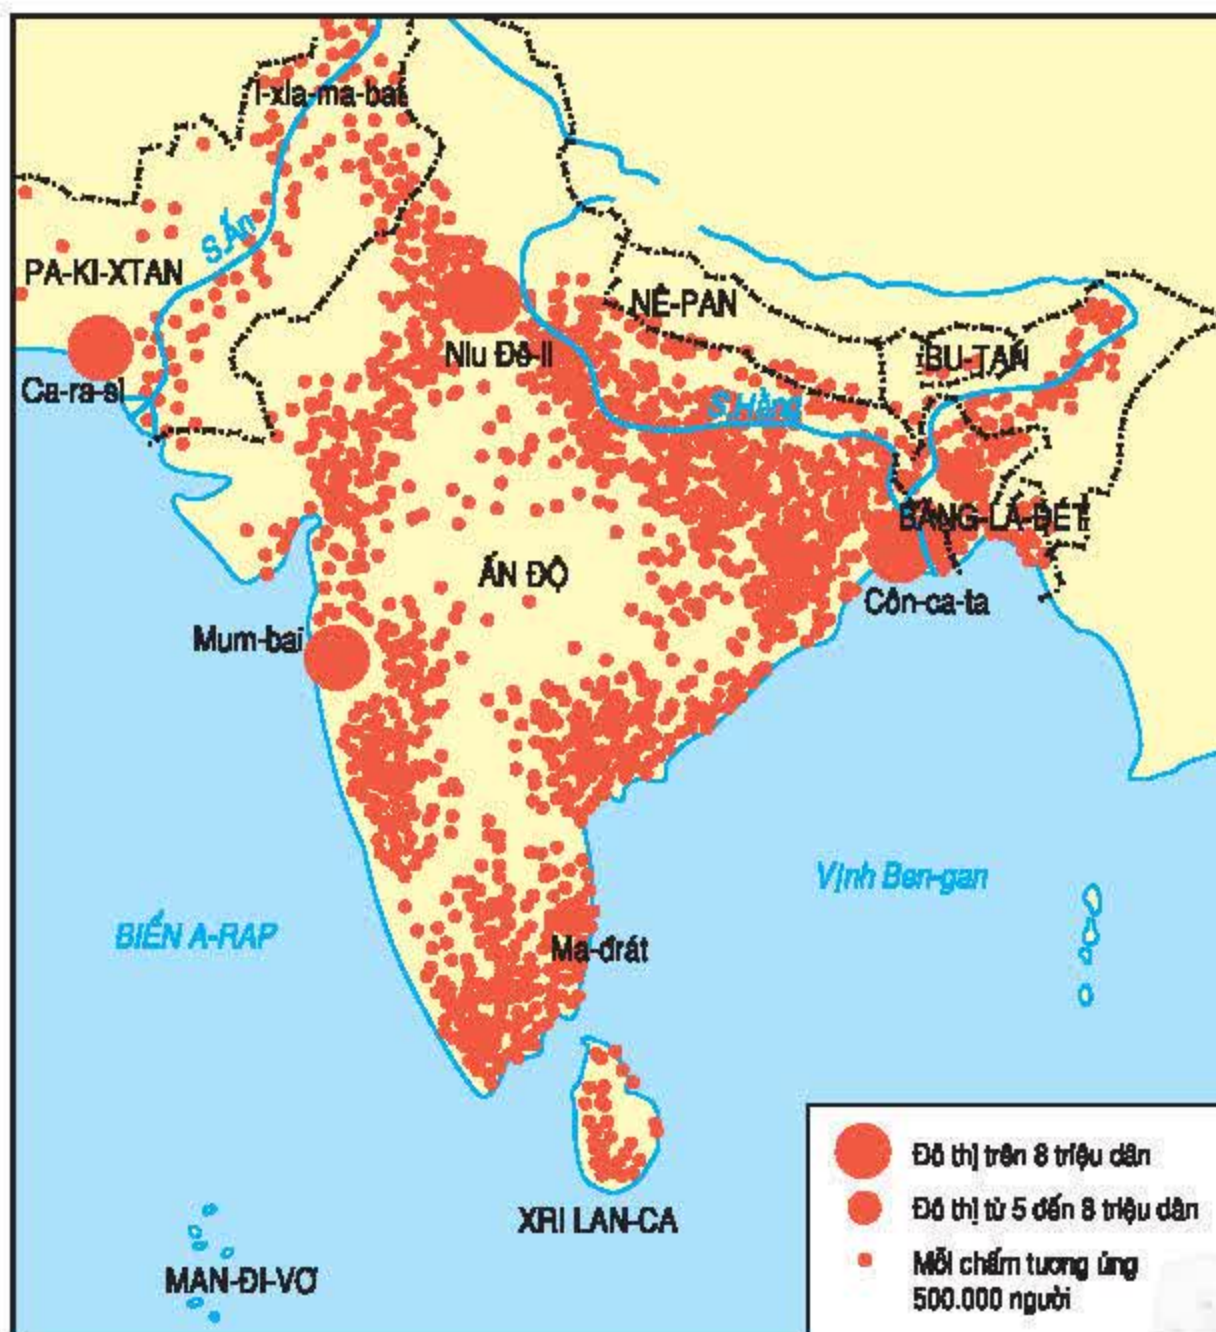 I-xla-ma-bat
S.Ấn
PA-KI-XTAN
NÊ-PAN
Niu Đê-li
BU-TAN
Ca-ra-si
S.Hằng
BĂNG-LA-ĐÉT
ẤN ĐỘ
Côn-ca-ta
Mum-bai
Vịnh Ben-gan
BIỂN A-RAP
Ma-đrát
XRI LAN-CA
MAN-ĐI-VƠ
Đô thị trên 8 triệu dân
Đô thị từ 5 đến 8 triệu dân
Mỗi chấm tương ứng
500.000 người